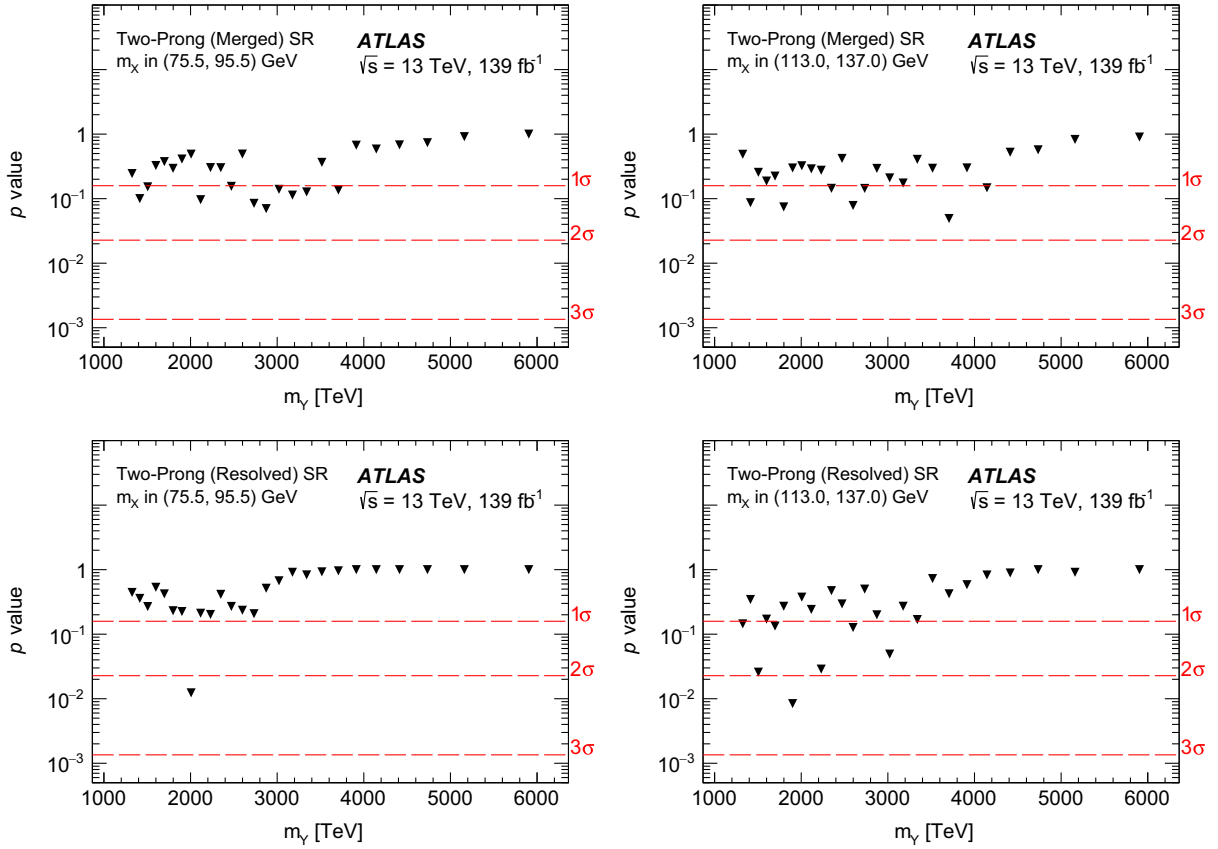 Two-Prong (Merged) SR
m_X in (75.5, 95.5) GeV
ATLAS
√s = 13 TeV, 139 fb⁻¹
p value
1
10⁻¹
10⁻²
10⁻³
1σ
2σ
3σ
1000 2000 3000 4000 5000 6000
m_Y [TeV]
Two-Prong (Merged) SR
m_X in (113.0, 137.0) GeV
ATLAS
√s = 13 TeV, 139 fb⁻¹
p value
1
10⁻¹
10⁻²
10⁻³
1σ
2σ
3σ
1000 2000 3000 4000 5000 6000
m_Y [TeV]
Two-Prong (Resolved) SR
m_X in (75.5, 95.5) GeV
ATLAS
√s = 13 TeV, 139 fb⁻¹
p value
1
10⁻¹
10⁻²
10⁻³
1σ
2σ
3σ
1000 2000 3000 4000 5000 6000
m_Y [TeV]
Two-Prong (Resolved) SR
m_X in (113.0, 137.0) GeV
ATLAS
√s = 13 TeV, 139 fb⁻¹
p value
1
10⁻¹
10⁻²
10⁻³
1σ
2σ
3σ
1000 2000 3000 4000 5000 6000
m_Y [TeV]